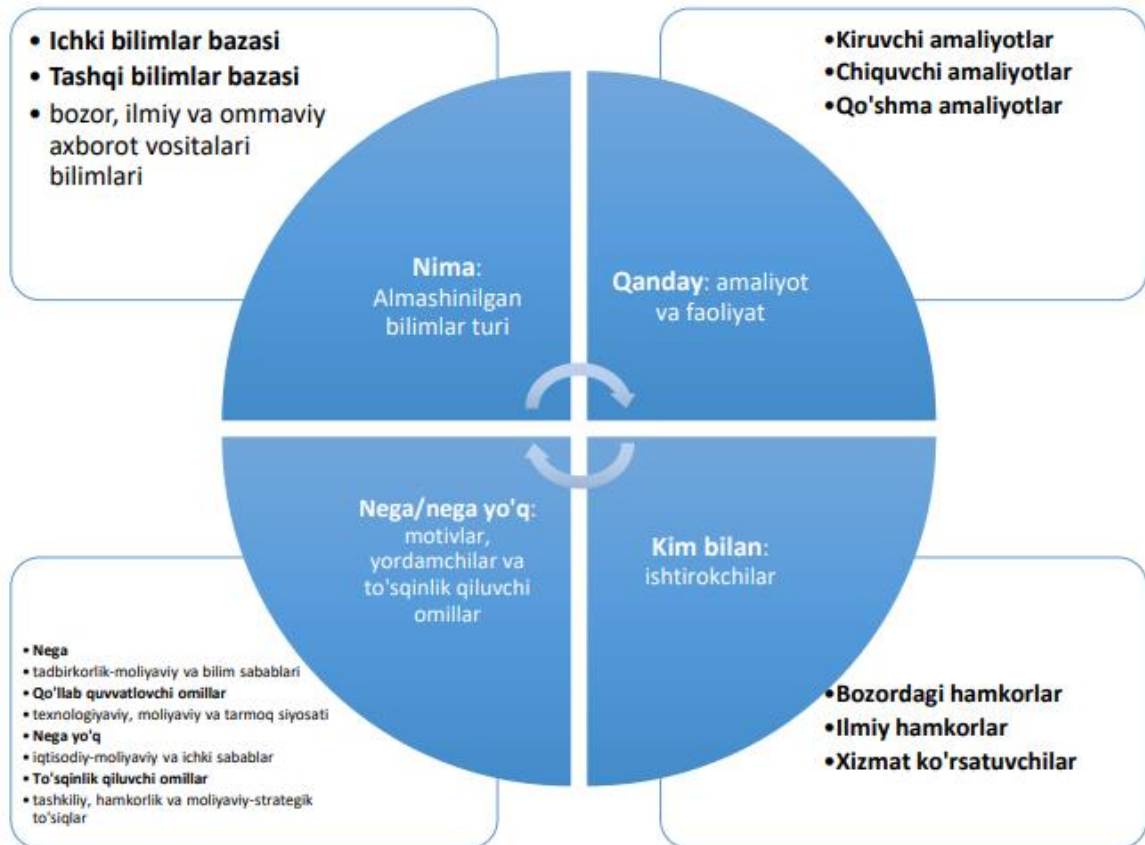 • Ichki bilimlar bazasi
• Tashqi bilimlar bazasi
• bozor, ilmiy va ommaviy
axborot vositalari
bilimlari
•Kiruvchi amaliyotlar
•Chiquvchi amaliyotlar
•Qo'shma amaliyotlar
Nima:
Almashinilgan
bilimlar turi
Qanday: amaliyot
va faoliyat
Nega/nega yo'q:
motivlar,
yordamchilar va
to'sqinlik qiluvchi
omillar
Kim bilan:
ishtirokchilar
• Nega
• tadbirkorlik-moliyaviy va bilim sabablari
• Qo'llab quvvatlovchi omillar
• texnologiyaviy, moliyaviy va tarmoq siyosati
• Nega yo'q
• iqtisodiy-moliyaviy va ichki sabablar
• To'sqinlik qiluvchi omillar
• tashkiliy, hamkorlik va moliyaviy-strategik
to'siqlar
•Bozordagi hamkorlar
•Ilmiy hamkorlar
•Xizmat ko'rsatuvchilar